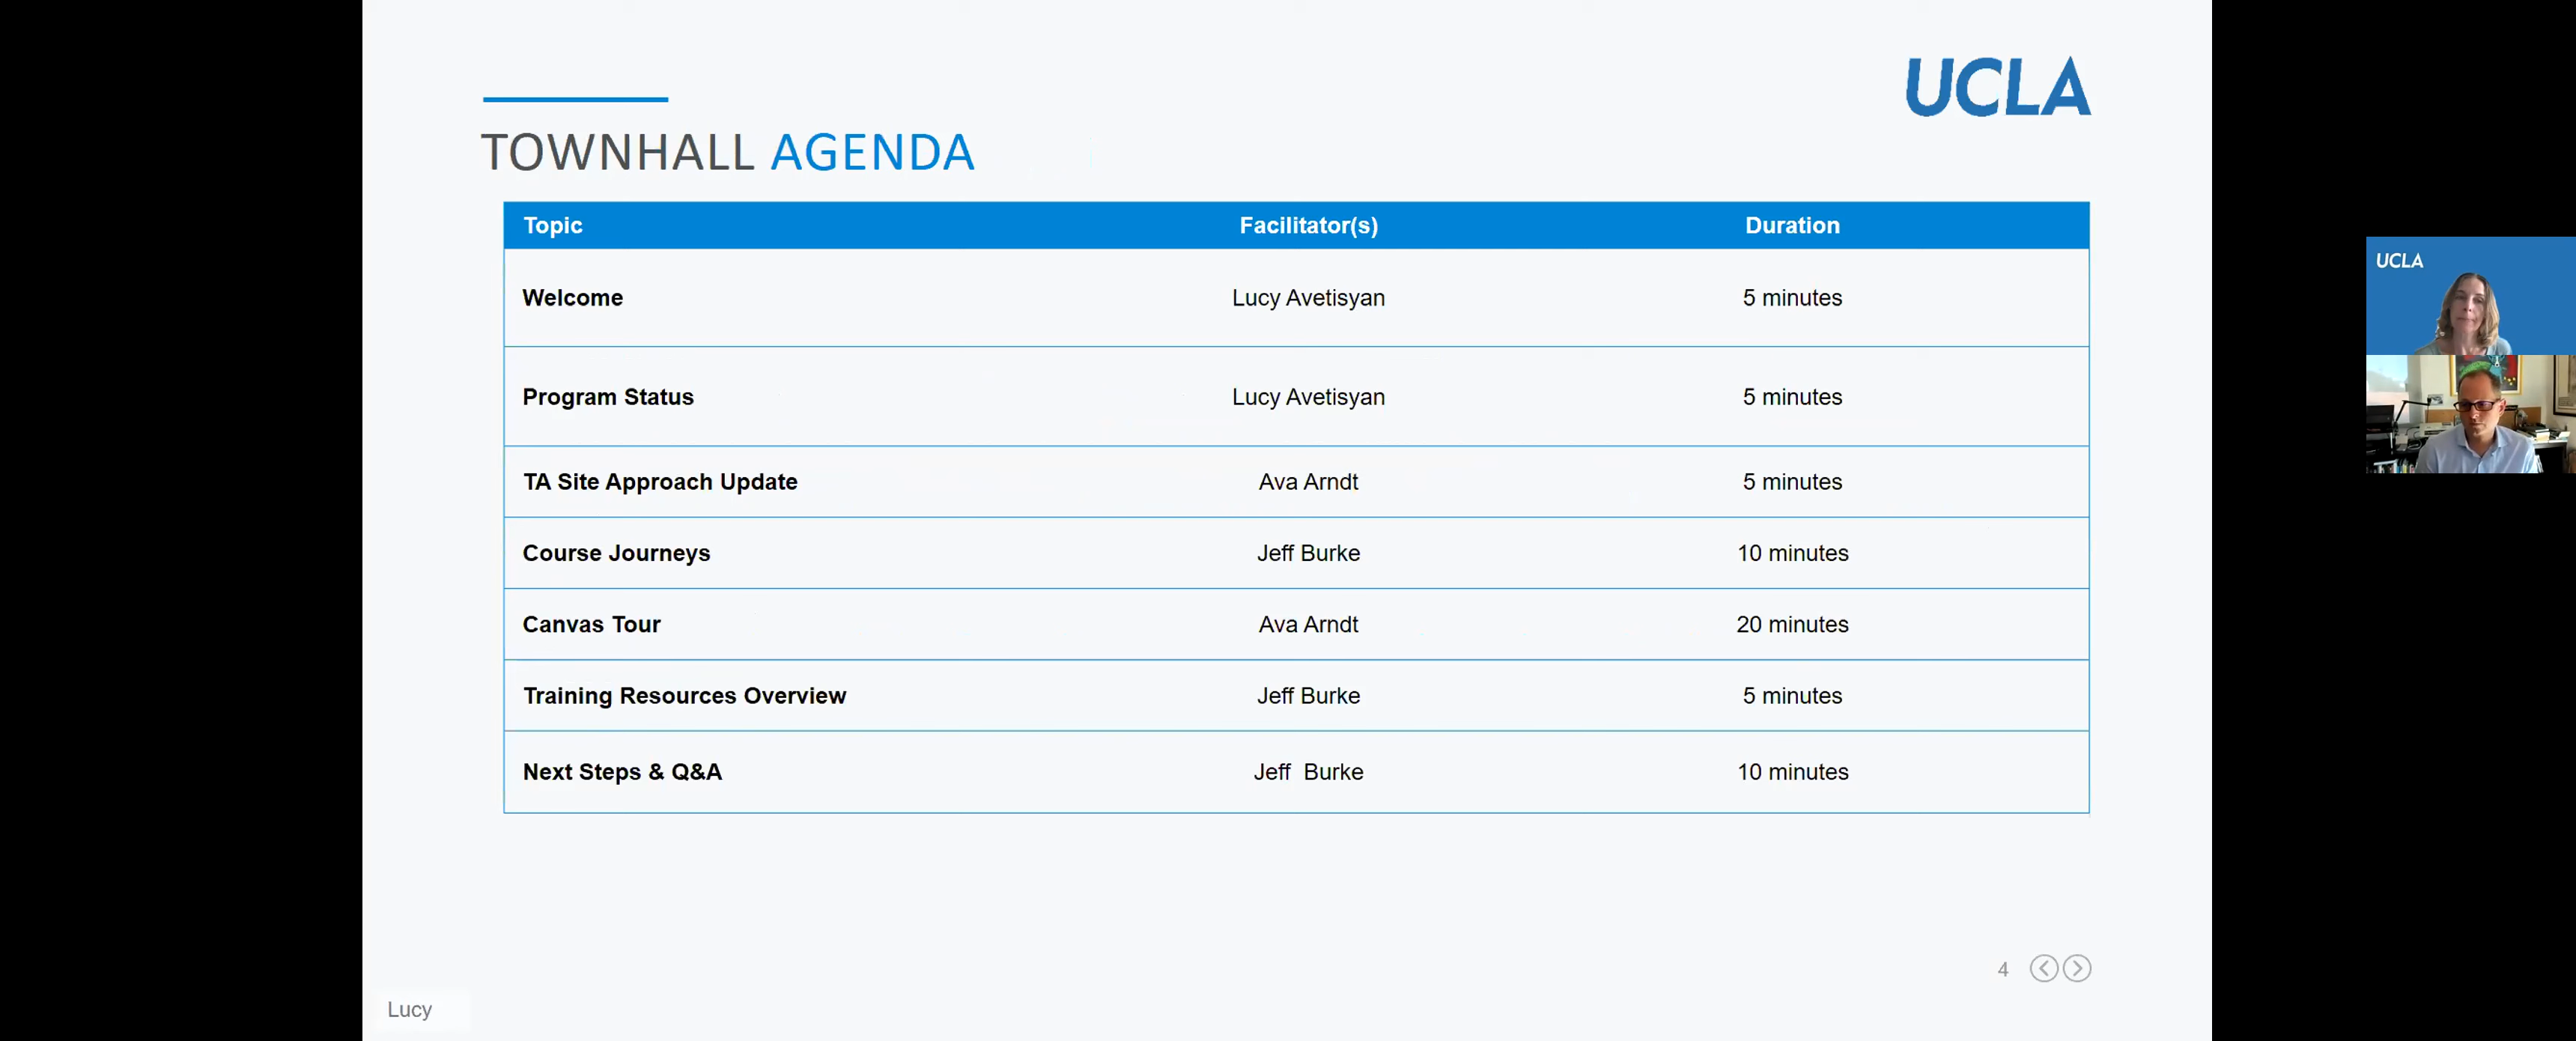 UCLA
TOWNHALL AGENDA
Topic Facilitator(s) Duration
Welcome Lucy Avetisyan 5 minutes
Program Status Lucy Avetisyan 5 minutes
TA Site Approach Update Ava Arndt 5 minutes
Course Journeys Jeff Burke 10 minutes
Canvas Tour Ava Arndt 20 minutes
Training Resources Overview Jeff Burke 5 minutes
Next Steps & Q&A Jeff  Burke 10 minutes
4
Lucy
UCLA